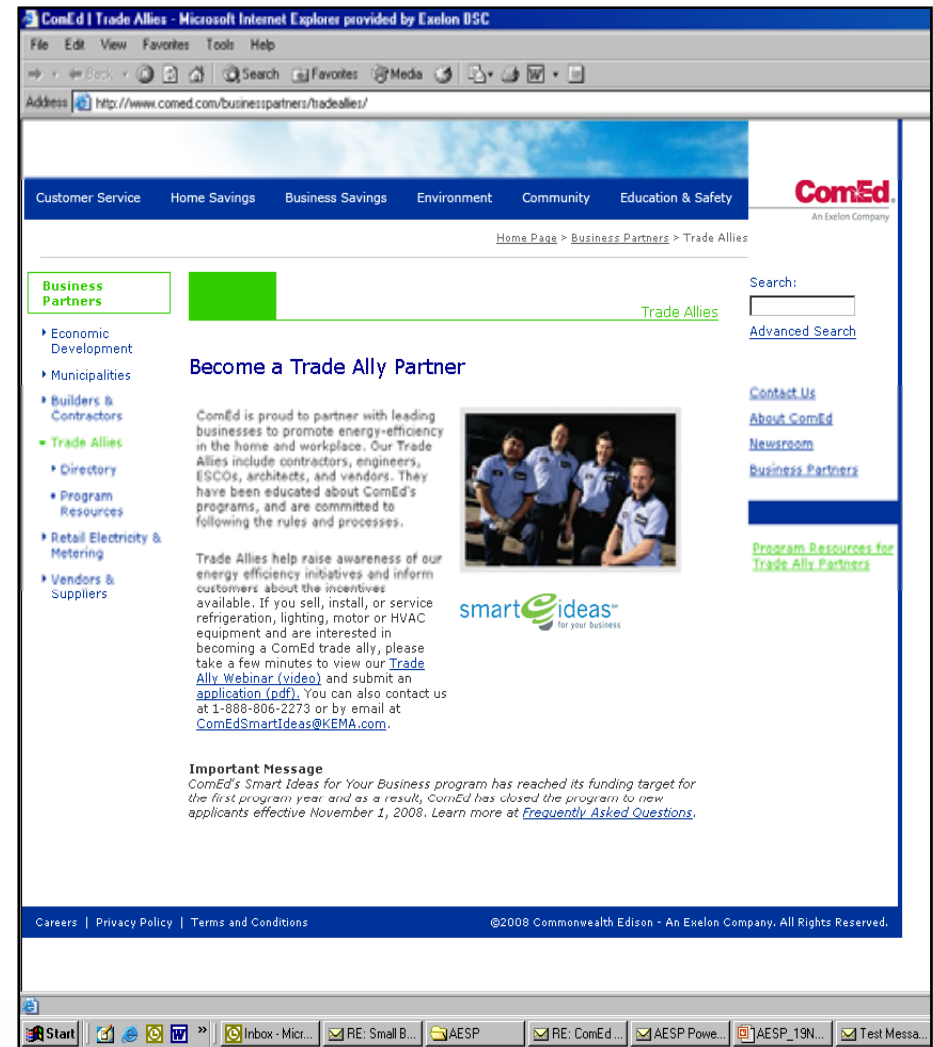 ComEd | Trade Allies - Microsoft Internet Explorer provided by Exelon DSC
File Edit View Favorites Tools Help
Back Search Favorites Media
Address http://www.comed.com/businesspartners/tradeallies/
Customer Service Home Savings Business Savings Environment Community Education & Safety
ComEd.
An Exelon Company
Home Page > Business Partners > Trade Allies
Business
Partners
Economic
Development
Municipalities
Builders &
Contractors
Trade Allies
Directory
Program
Resources
Retail Electricity &
Metering
Vendors &
Suppliers
Trade Allies
Become a Trade Ally Partner
ComEd is proud to partner with leading
businesses to promote energy-efficiency
in the home and workplace. Our Trade
Allies include contractors, engineers,
ESCOs, architects, and vendors. They
have been educated about ComEd's
programs, and are committed to
following the rules and processes.
Trade Allies help raise awareness of our
energy efficiency initiatives and inform
customers about the incentives
available. If you sell, install, or service
refrigeration, lighting, motor or HVAC
equipment and are interested in
becoming a ComEd trade ally, please
take a few minutes to view our Trade
Ally Webinar (video) and submit an
application (pdf). You can also contact us
at 1-888-806-2273 or by email at
ComEdSmartIdeas@KEMA.com.
smart ideas℠
for your business
Important Message
ComEd's Smart Ideas for Your Business program has reached its funding target for
the first program year and as a result, ComEd has closed the program to new
applicants effective November 1, 2008. Learn more at Frequently Asked Questions.
Search:
Advanced Search
Contact Us
About ComEd
Newsroom
Business Partners
Program Resources for
Trade Ally Partners
Careers | Privacy Policy | Terms and Conditions ©2008 Commonwealth Edison - An Exelon Company. All Rights Reserved.
Start » Inbox - Micr... RE: Small B... AESP RE: ComEd ... AESP Powe... AESP_19N... Test Messa...